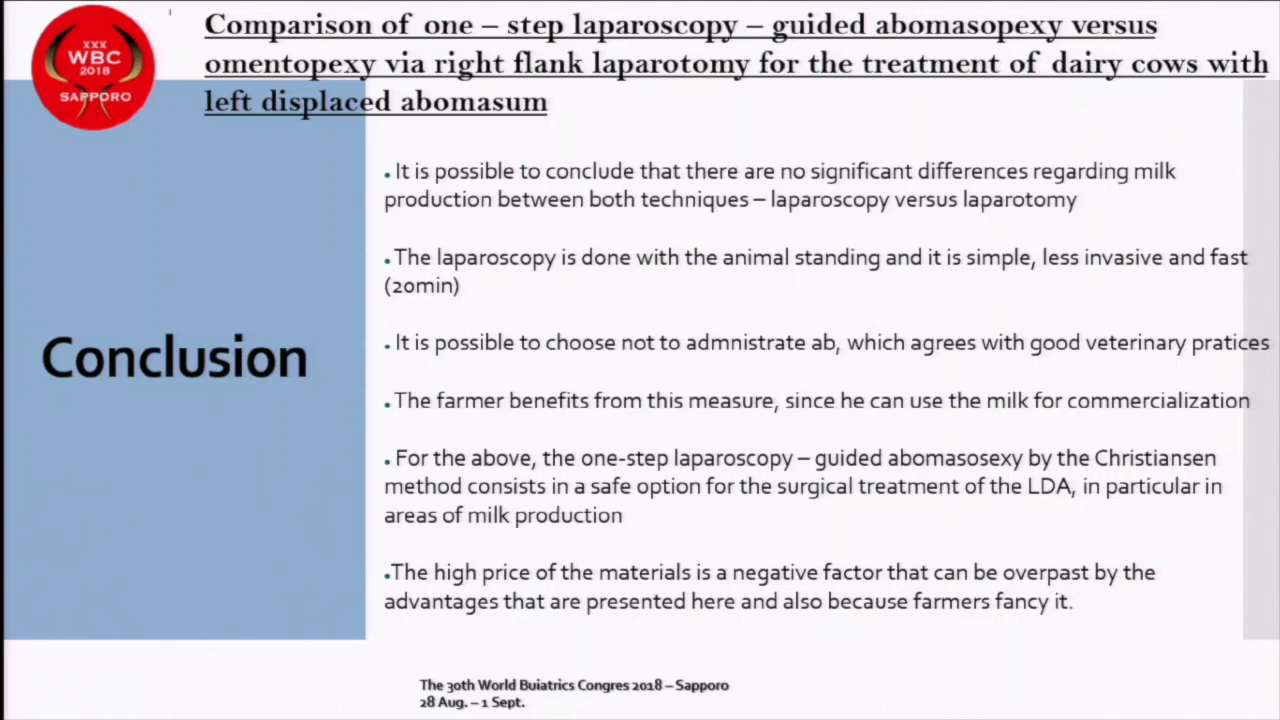 XXX
WBC
2018
SAPPORO
Comparison of one – step laparoscopy – guided abomasopexy versus
omentopexy via right flank laparotomy for the treatment of dairy cows with
left displaced abomasum
Conclusion
• It is possible to conclude that there are no significant differences regarding milk
production between both techniques – laparoscopy versus laparotomy
• The laparoscopy is done with the animal standing and it is simple, less invasive and fast
(20min)
• It is possible to choose not to admnistrate ab, which agrees with good veterinary pratices
• The farmer benefits from this measure, since he can use the milk for commercialization
• For the above, the one-step laparoscopy – guided abomasosexy by the Christiansen
method consists in a safe option for the surgical treatment of the LDA, in particular in
areas of milk production
•The high price of the materials is a negative factor that can be overpast by the
advantages that are presented here and also because farmers fancy it.
The 30th World Buiatrics Congres 2018 – Sapporo
28 Aug. – 1 Sept.